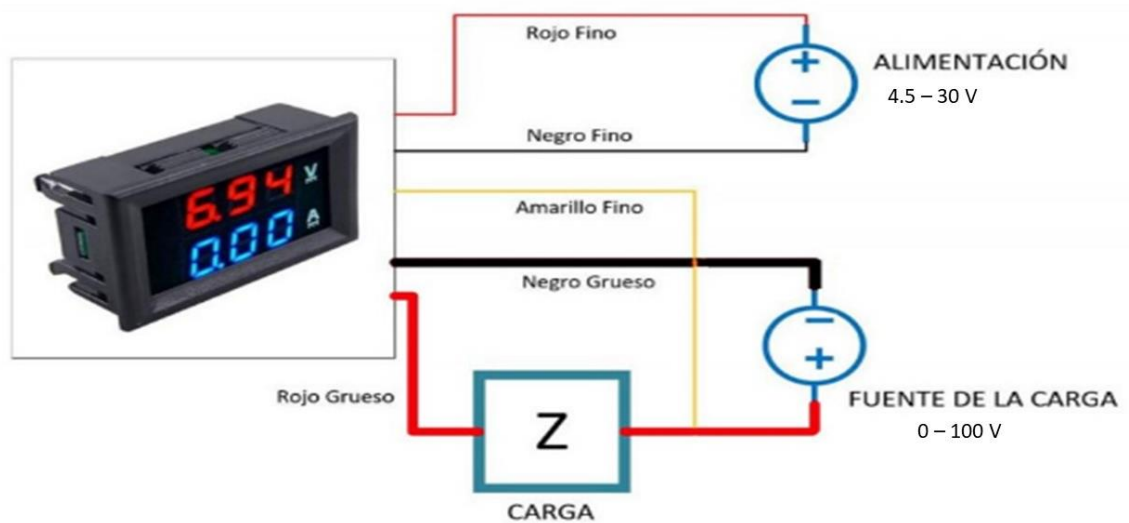 Rojo Fino
ALIMENTACIÓN
4.5 – 30 V
Negro Fino
6.94 V
0.00 A
Amarillo Fino
Negro Grueso
Rojo Grueso
Z
FUENTE DE LA CARGA
0 – 100 V
CARGA